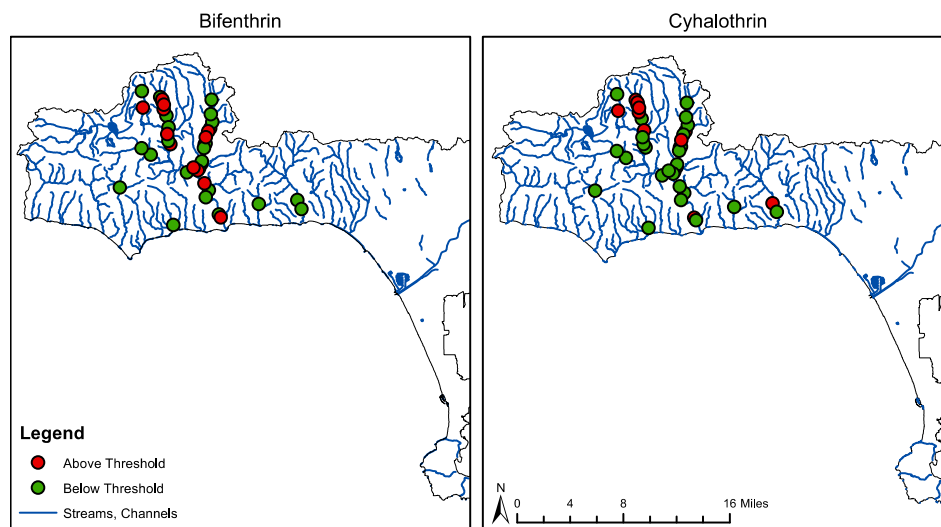 Bifenthrin
Cyhalothrin
Legend
Above Threshold
Below Threshold
Streams, Channels
N
0 4 8 16 Miles